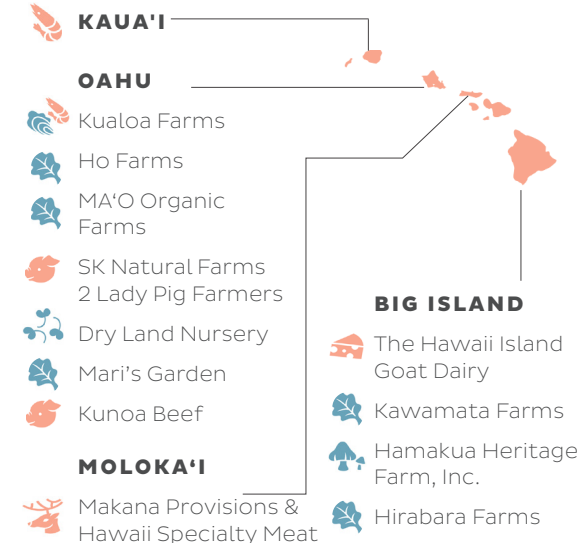 KAUA'I
OAHU
Kualoa Farms
Ho Farms
MA‘O Organic
Farms
SK Natural Farms
2 Lady Pig Farmers
Dry Land Nursery
Mari’s Garden
Kunoa Beef
MOLOKA‘I
Makana Provisions &
Hawaii Specialty Meat
BIG ISLAND
The Hawaii Island
Goat Dairy
Kawamata Farms
Hamakua Heritage
Farm, Inc.
Hirabara Farms